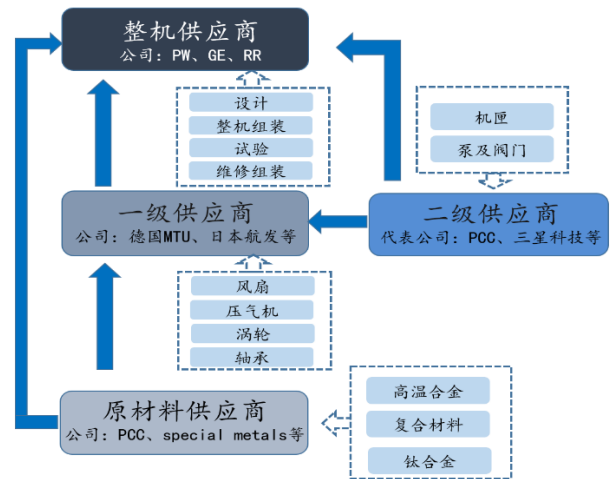 整机供应商
公司：PW、GE、RR
设计
整机组装
试验
维修组装
机匣
泵及阀门
一级供应商
公司：德国MTU、日本航发等
二级供应商
代表公司：PCC、三星科技等
风扇
压气机
涡轮
轴承
原材料供应商
公司：PCC、special metals等
高温合金
复合材料
钛合金